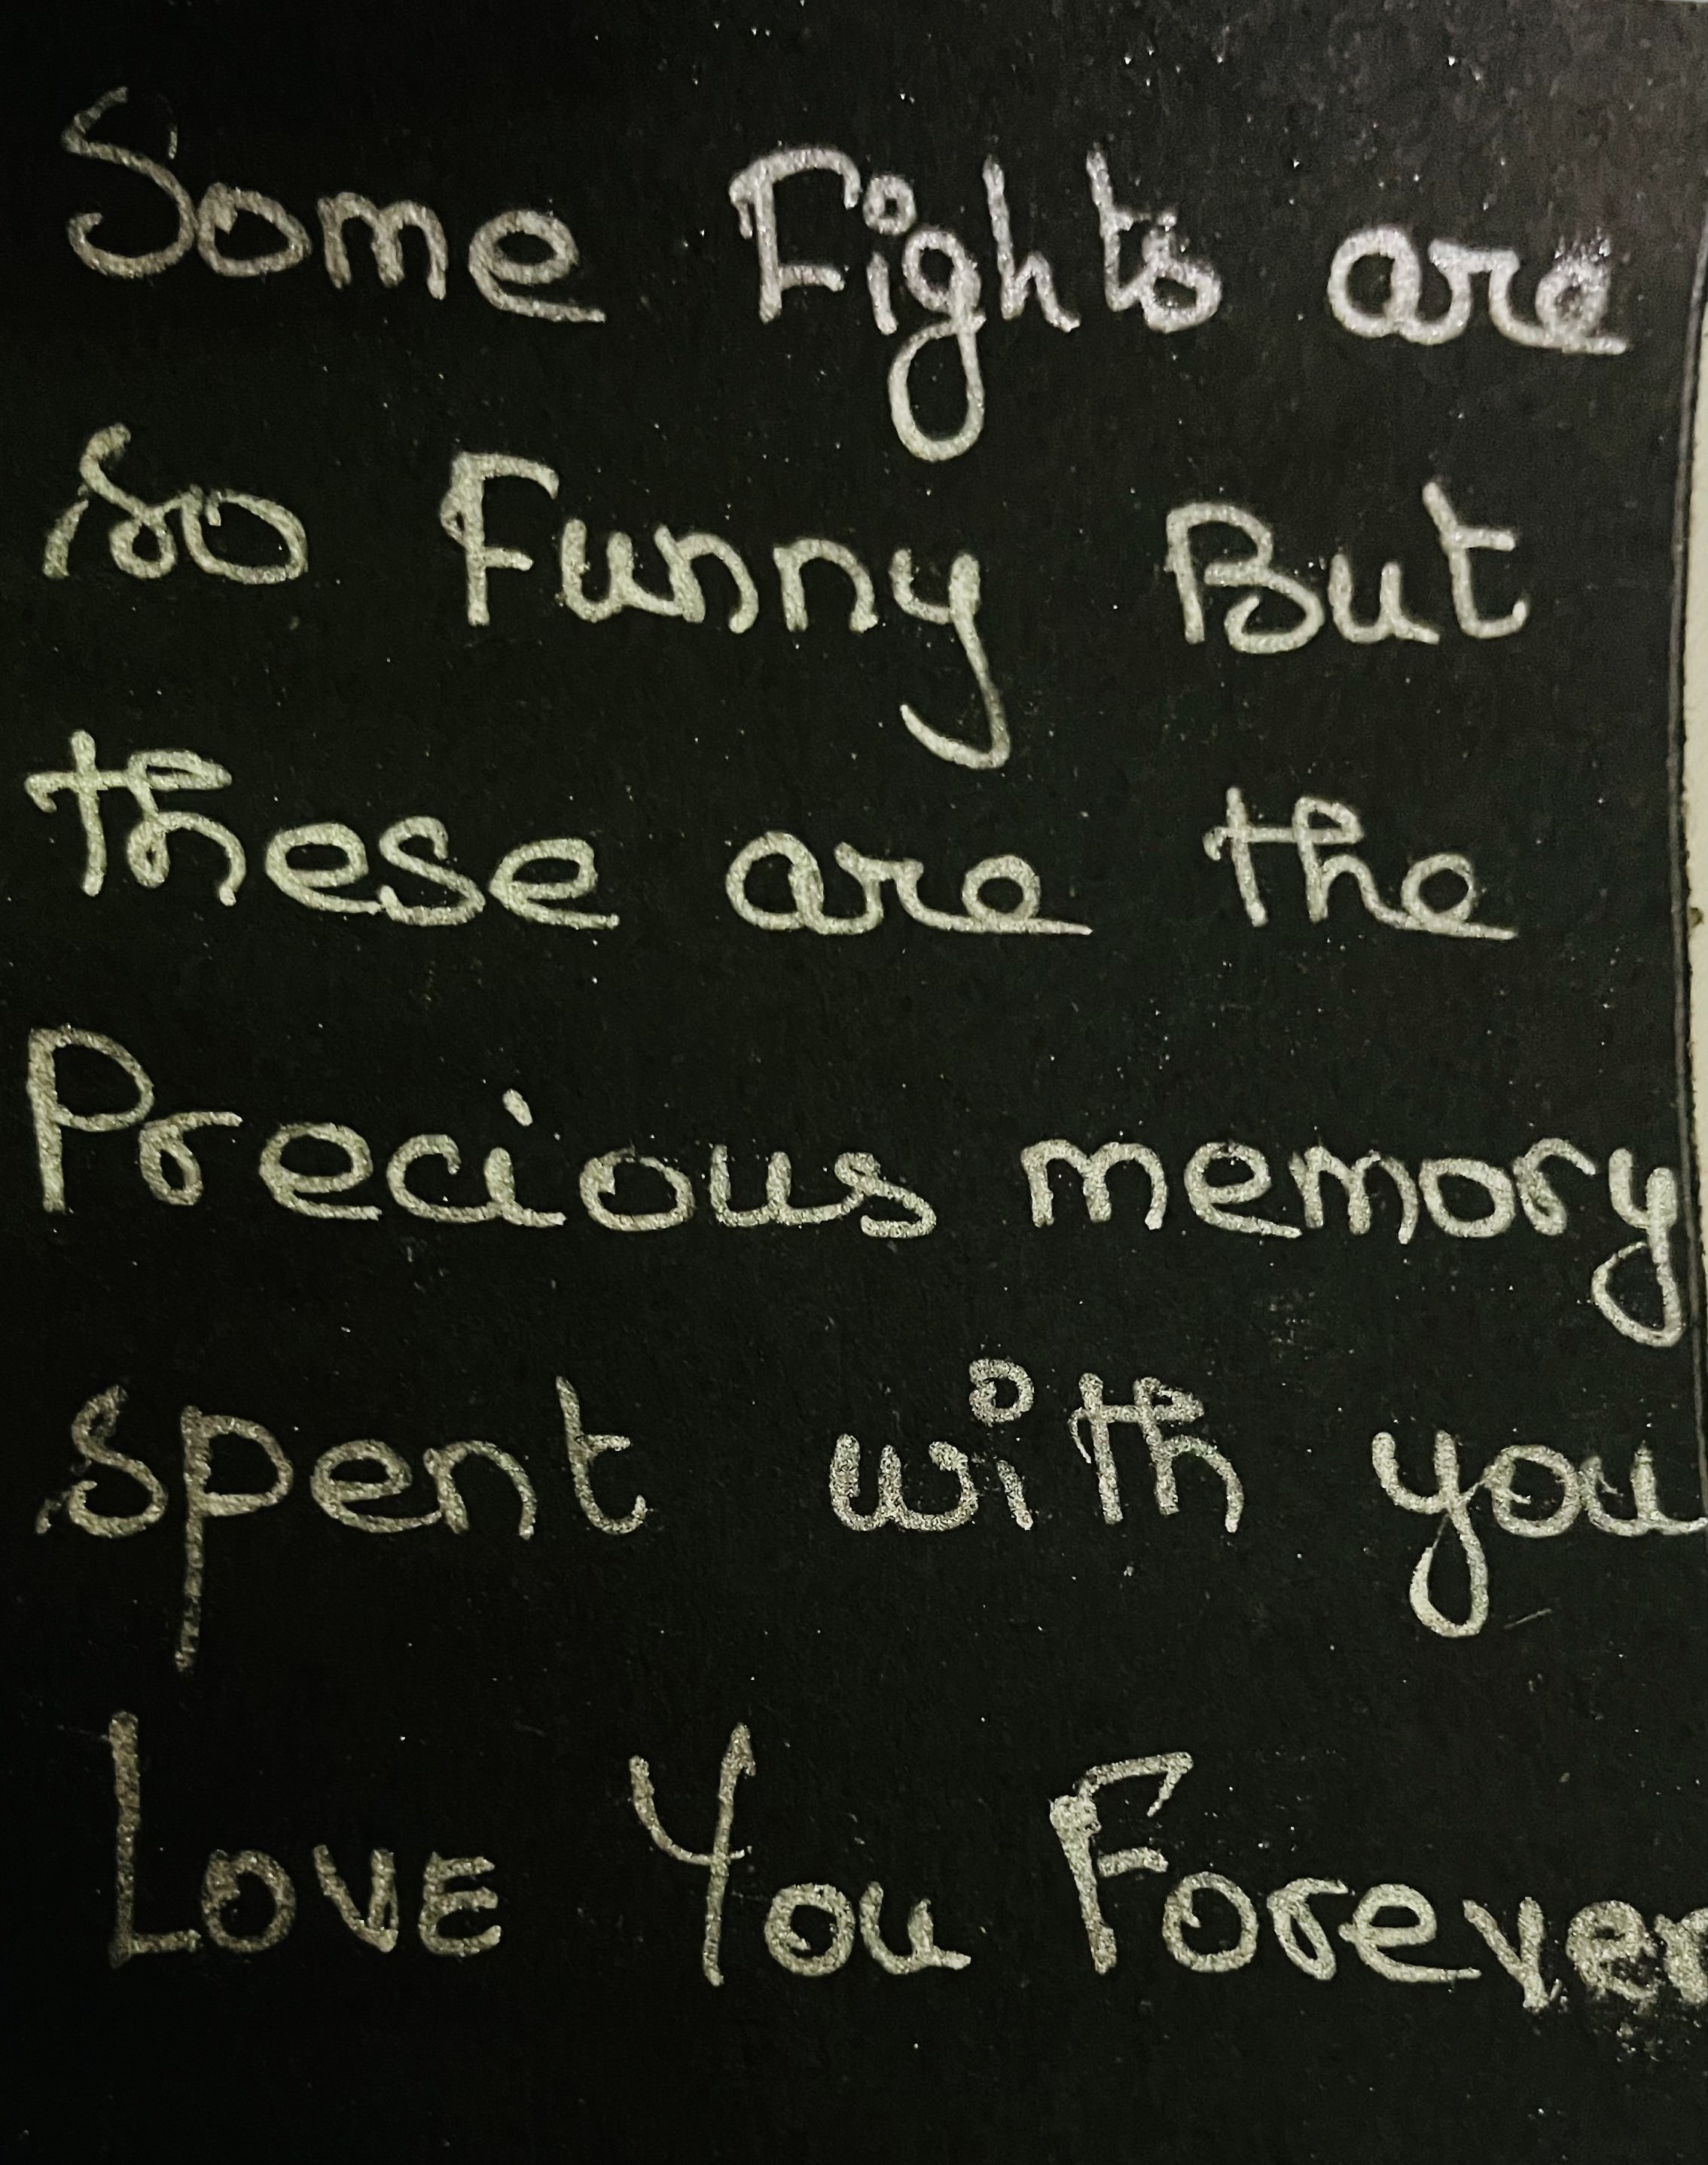 Some Fights are
so Funny But
these are the
Precious memory
spent with you
LOVE You Forever